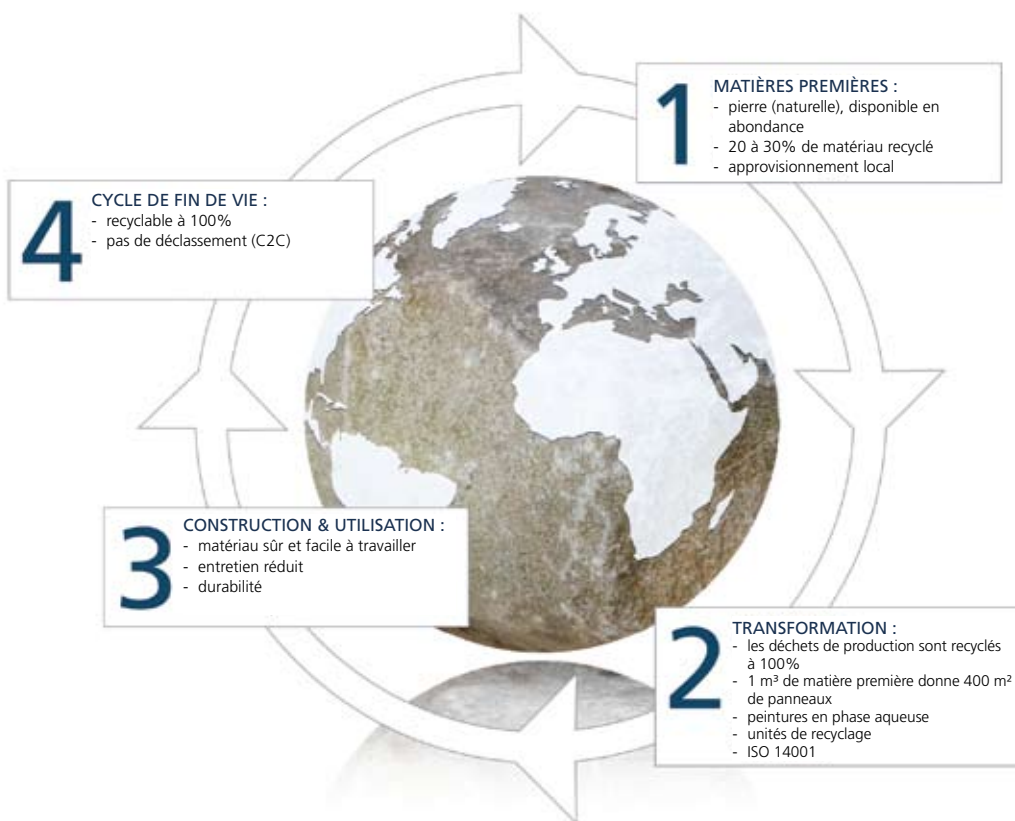 1
MATIÈRES PREMIÈRES :
- pierre (naturelle), disponible en
abondance
- 20 à 30% de matériau recyclé
- approvisionnement local
2
TRANSFORMATION :
- les déchets de production sont recyclés
à 100%
- 1 m³ de matière première donne 400 m²
de panneaux
- peintures en phase aqueuse
- unités de recyclage
- ISO 14001
3
CONSTRUCTION & UTILISATION :
- matériau sûr et facile à travailler
- entretien réduit
- durabilité
4
CYCLE DE FIN DE VIE :
- recyclable à 100%
- pas de déclassement (C2C)